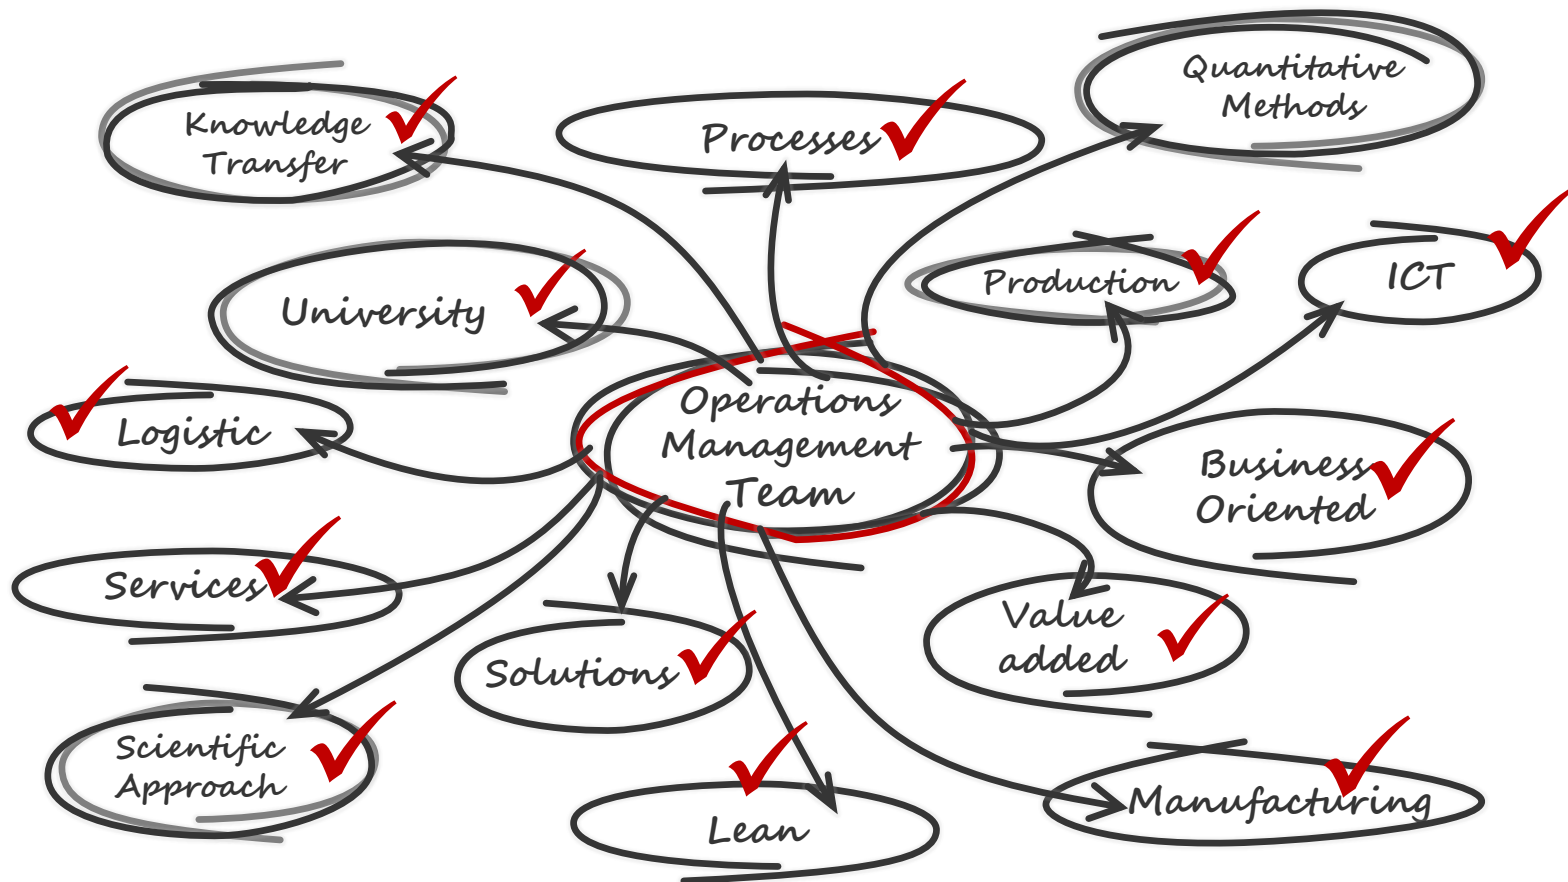 Quantitative
Methods
Knowledge
Transfer
Processes
Production
ICT
University
Operations
Management
Team
Logistic
Business
Oriented
Services
Value
added
Solutions
Scientific
Approach
Lean
Manufacturing